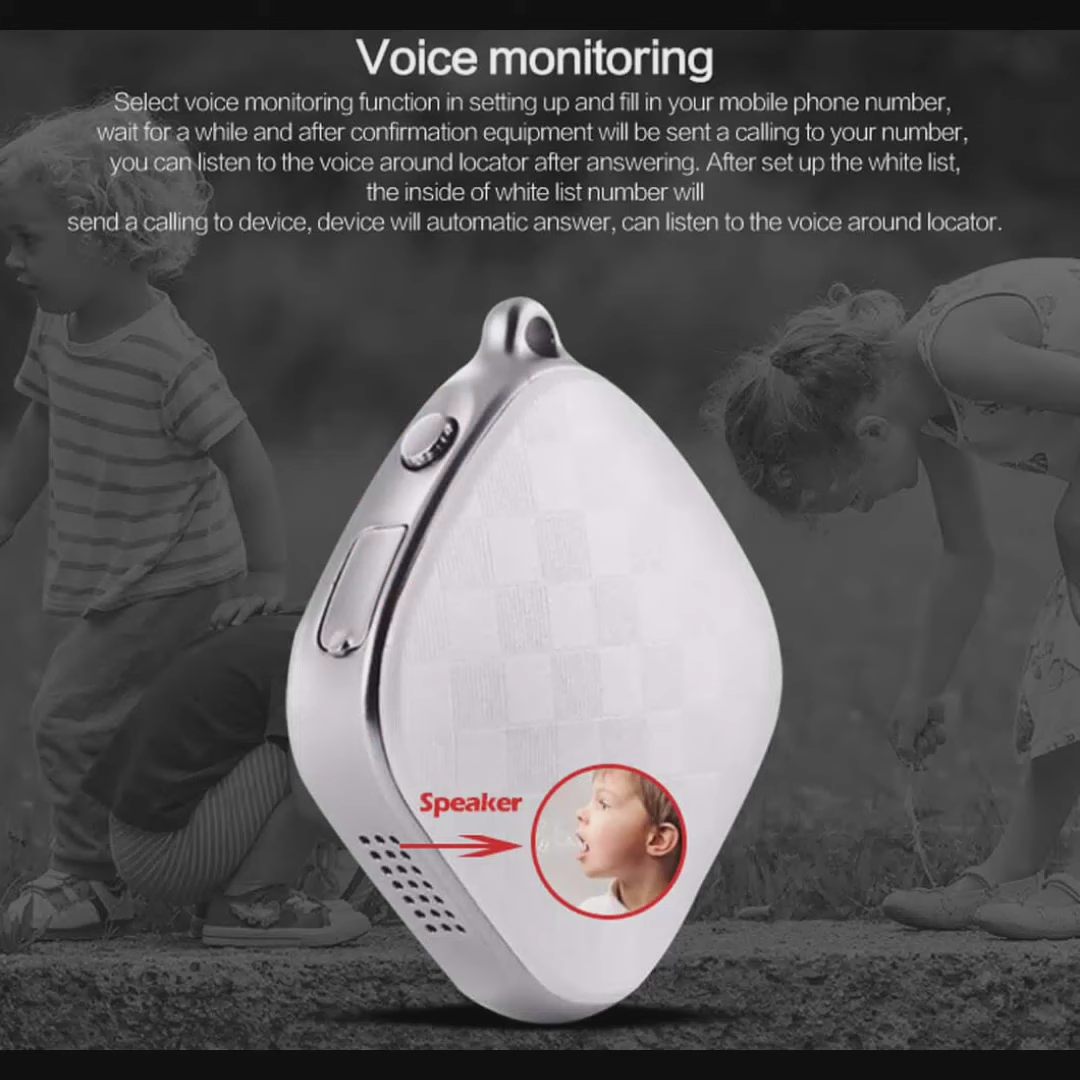 Voice monitoring
Select voice monitoring function in setting up and fill in your mobile phone number,
wait for a while and after confirmation equipment will be sent a calling to your number,
you can listen to the voice around locator after answering. After set up the white list,
the inside of white list number will
send a calling to device, device will automatic answer, can listen to the voice around locator.
Speaker